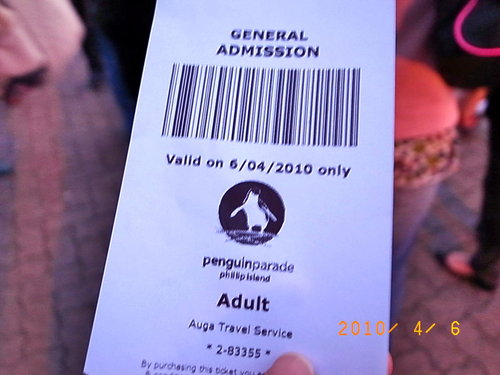 GENERAL
ADMISSION
Valid on 6/04/2010 only
penguinparade
phillip island
Adult
Auga Travel Service
* 2-83355 *
By purchasing this ticket you
2010/ 4/ 6